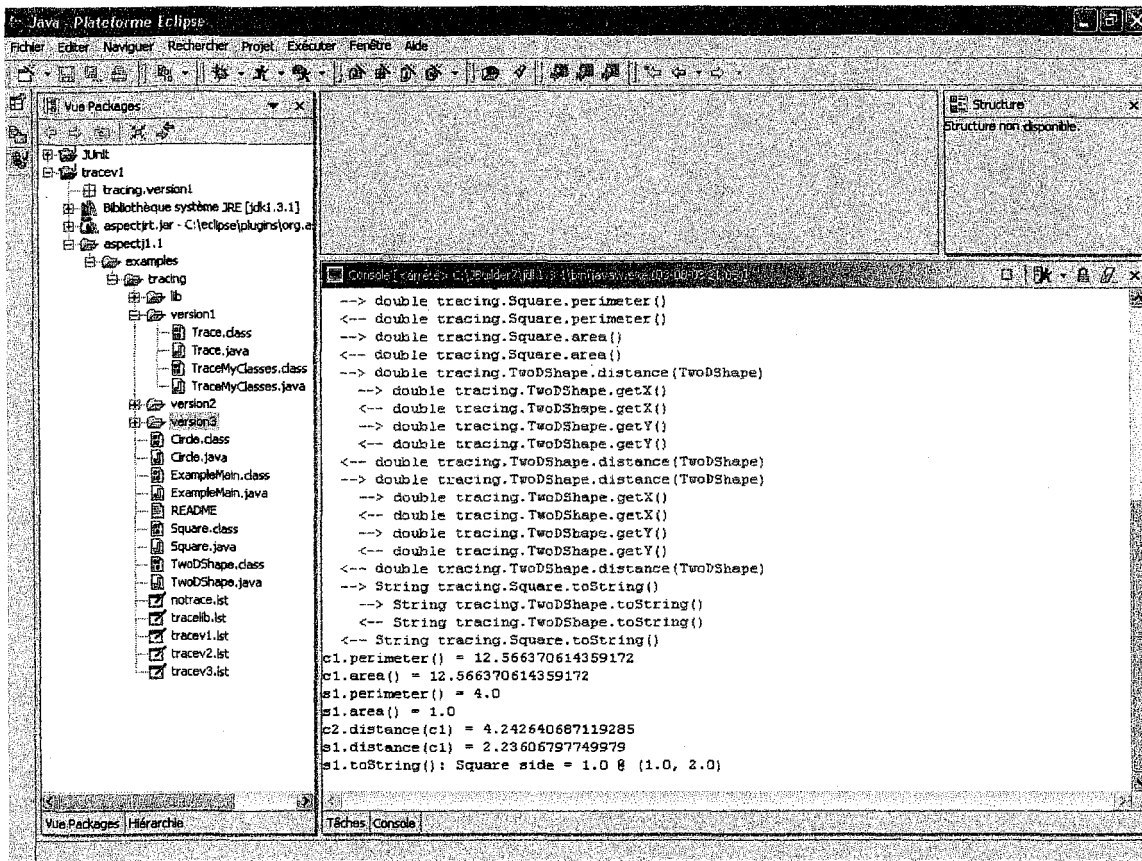 Java - Plateforme Eclipse
Fichier Editer Naviguer Rechercher Projet Exécuter Fenêtre Aide
Vue Packages
JUnit
tracev1
tracing.version1
Bibliothèque système JRE [jdk1.3.1]
aspectjrt.jar - C:\eclipse\plugins\org.a
aspectj1.1
examples
tracing
lib
version1
Trace.class
Trace.java
TraceMyClasses.class
TraceMyClasses.java
version2
version3
Circle.class
Circle.java
ExampleMain.class
ExampleMain.java
README
Square.class
Square.java
TwoDShape.class
TwoDShape.java
notrace.lst
tracelib.lst
tracev1.lst
tracev2.lst
tracev3.lst
Vue Packages Hiérarchie
Structure
Structure non disponible.
Console
--> double tracing.Square.perimeter()
<-- double tracing.Square.perimeter()
--> double tracing.Square.area()
<-- double tracing.Square.area()
--> double tracing.TwoDShape.distance(TwoDShape)
--> double tracing.TwoDShape.getX()
<-- double tracing.TwoDShape.getX()
--> double tracing.TwoDShape.getY()
<-- double tracing.TwoDShape.getY()
<-- double tracing.TwoDShape.distance(TwoDShape)
--> double tracing.TwoDShape.distance(TwoDShape)
--> double tracing.TwoDShape.getX()
<-- double tracing.TwoDShape.getX()
--> double tracing.TwoDShape.getY()
<-- double tracing.TwoDShape.getY()
<-- double tracing.TwoDShape.distance(TwoDShape)
--> String tracing.Square.toString()
--> String tracing.TwoDShape.toString()
<-- String tracing.TwoDShape.toString()
<-- String tracing.Square.toString()
c1.perimeter() = 12.566370614359172
c1.area() = 12.566370614359172
s1.perimeter() = 4.0
s1.area() = 1.0
c2.distance(c1) = 4.242640687119285
s1.distance(c1) = 2.23606797749979
s1.toString(): Square side = 1.0 @ (1.0, 2.0)
Tâches Console